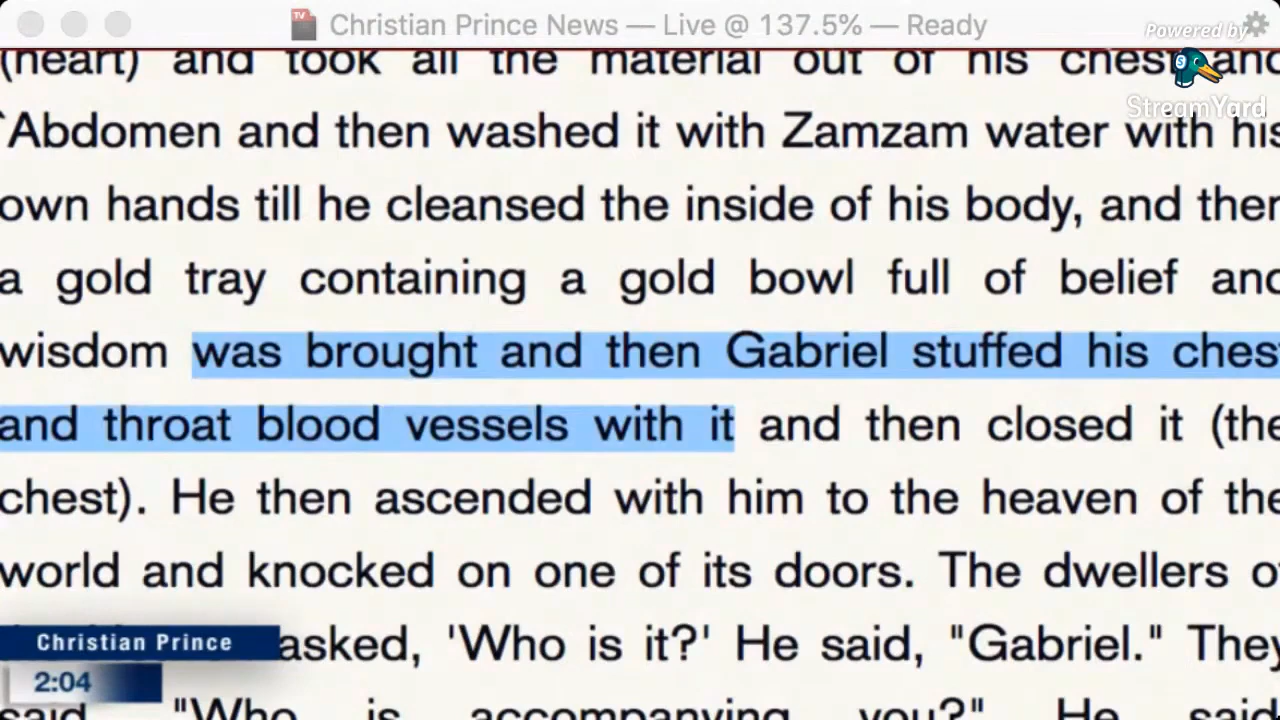 Christian Prince News — Live @ 137.5% — Ready
Powered by
StreamYard
(heart) and took all the material out of his chest and
`Abdomen and then washed it with Zamzam water with his
own hands till he cleansed the inside of his body, and then
a gold tray containing a gold bowl full of belief and
wisdom was brought and then Gabriel stuffed his chest
and throat blood vessels with it and then closed it (the
chest). He then ascended with him to the heaven of the
world and knocked on one of its doors. The dwellers of
asked, 'Who is it?' He said, "Gabriel." They
said, "Who is accompanying you?" He said
Christian Prince
2:04